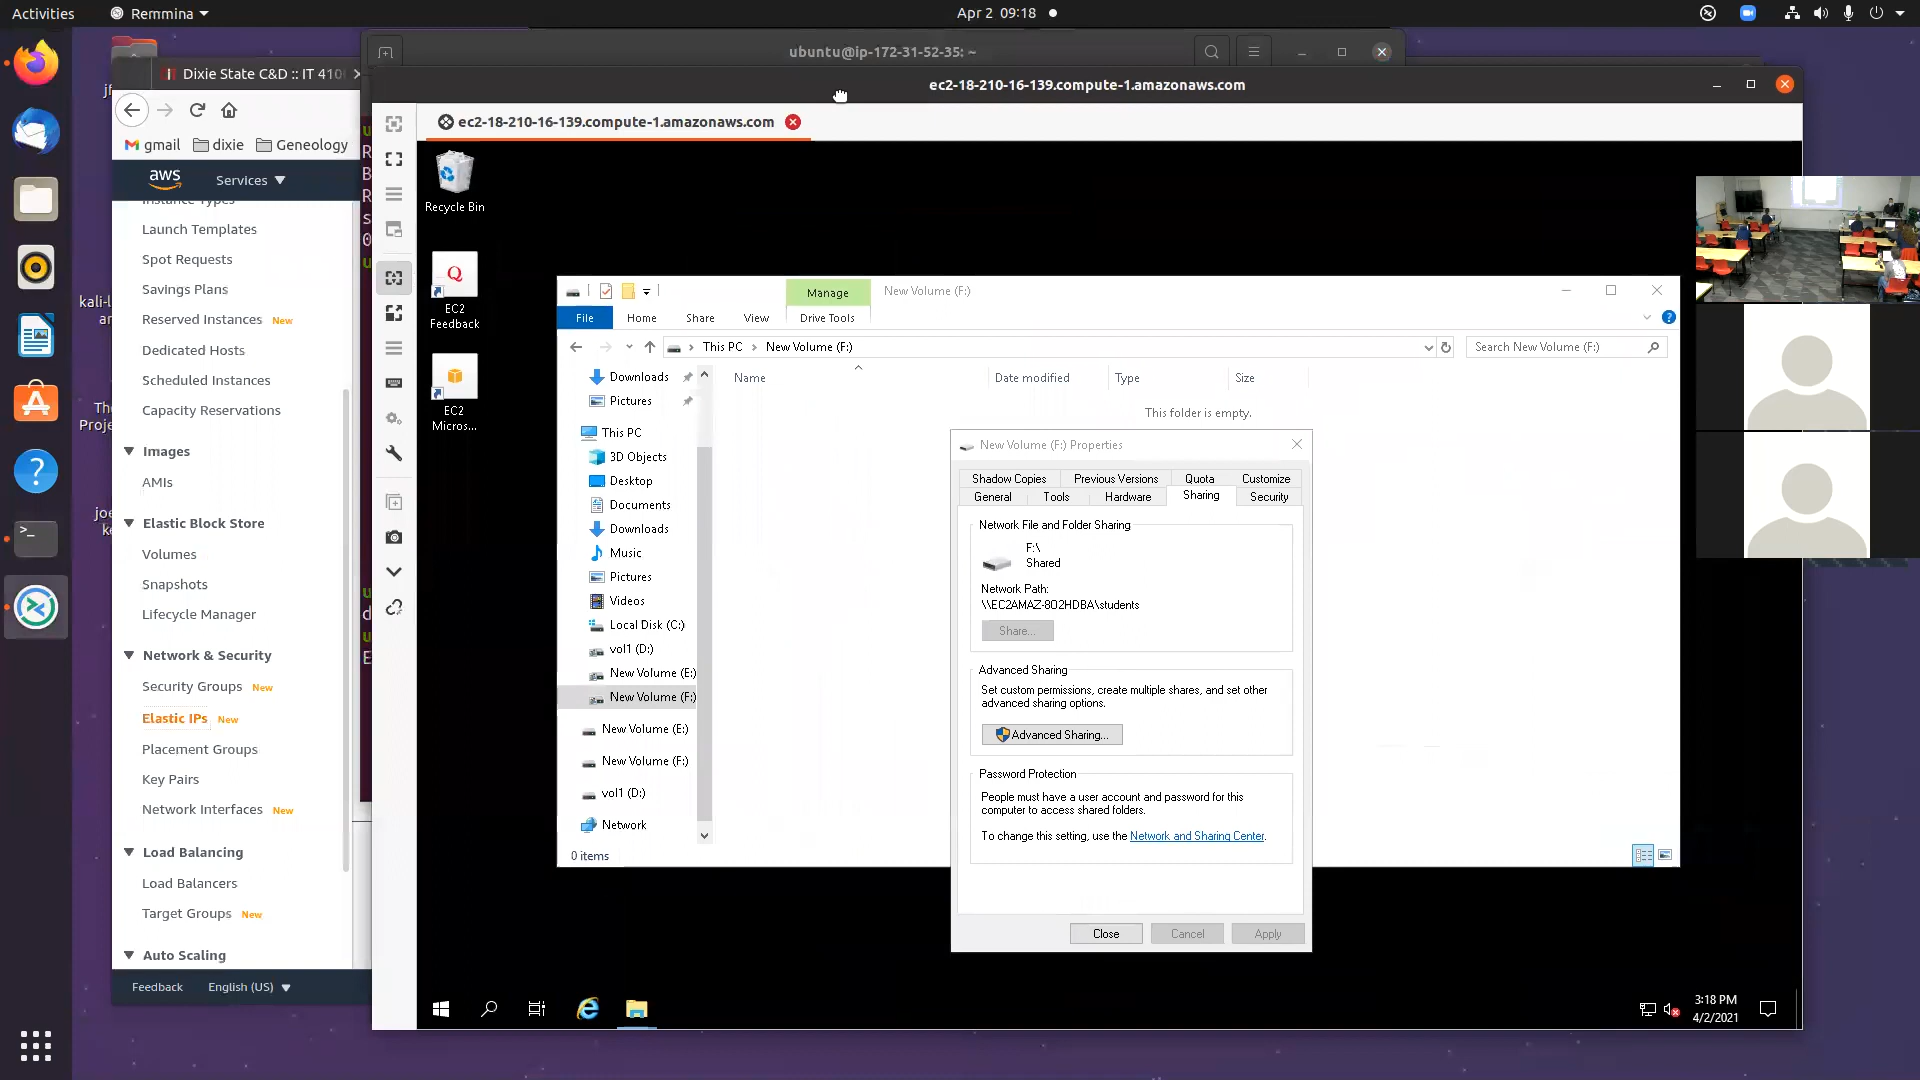 Activities
Remmina
Apr 2 09:18
ubuntu@ip-172-31-52-35: ~
Dixie State C&D :: IT 410
ec2-18-210-16-139.compute-1.amazonaws.com
ec2-18-210-16-139.compute-1.amazonaws.com
gmail
dixie
Geneology
aws
Services
Instance Types
Launch Templates
Spot Requests
Savings Plans
Reserved Instances New
Dedicated Hosts
Scheduled Instances
Capacity Reservations
Images
AMIs
Elastic Block Store
Volumes
Snapshots
Lifecycle Manager
Network & Security
Security Groups New
Elastic IPs New
Placement Groups
Key Pairs
Network Interfaces New
Load Balancing
Load Balancers
Target Groups New
Auto Scaling
Feedback
English (US)
Recycle Bin
EC2
Feedback
EC2
Micros...
Manage
New Volume (F:)
File
Home
Share
View
Drive Tools
This PC
New Volume (F:)
Search New Volume (F:)
Name
Date modified
Type
Size
This folder is empty.
Downloads
Pictures
This PC
3D Objects
Desktop
Documents
Downloads
Music
Pictures
Videos
Local Disk (C:)
vol1 (D:)
New Volume (E:)
New Volume (F:)
New Volume (E:)
New Volume (F:)
vol1 (D:)
Network
0 items
New Volume (F:) Properties
Shadow Copies
Previous Versions
Quota
Customize
General
Tools
Hardware
Sharing
Security
Network File and Folder Sharing
F:\
Shared
Network Path:
\\EC2AMAZ-8O2HDBA\students
Share...
Advanced Sharing
Set custom permissions, create multiple shares, and set other
advanced sharing options.
Advanced Sharing...
Password Protection
People must have a user account and password for this
computer to access shared folders.
To change this setting, use the Network and Sharing Center.
Close
Cancel
Apply
3:18 PM
4/2/2021